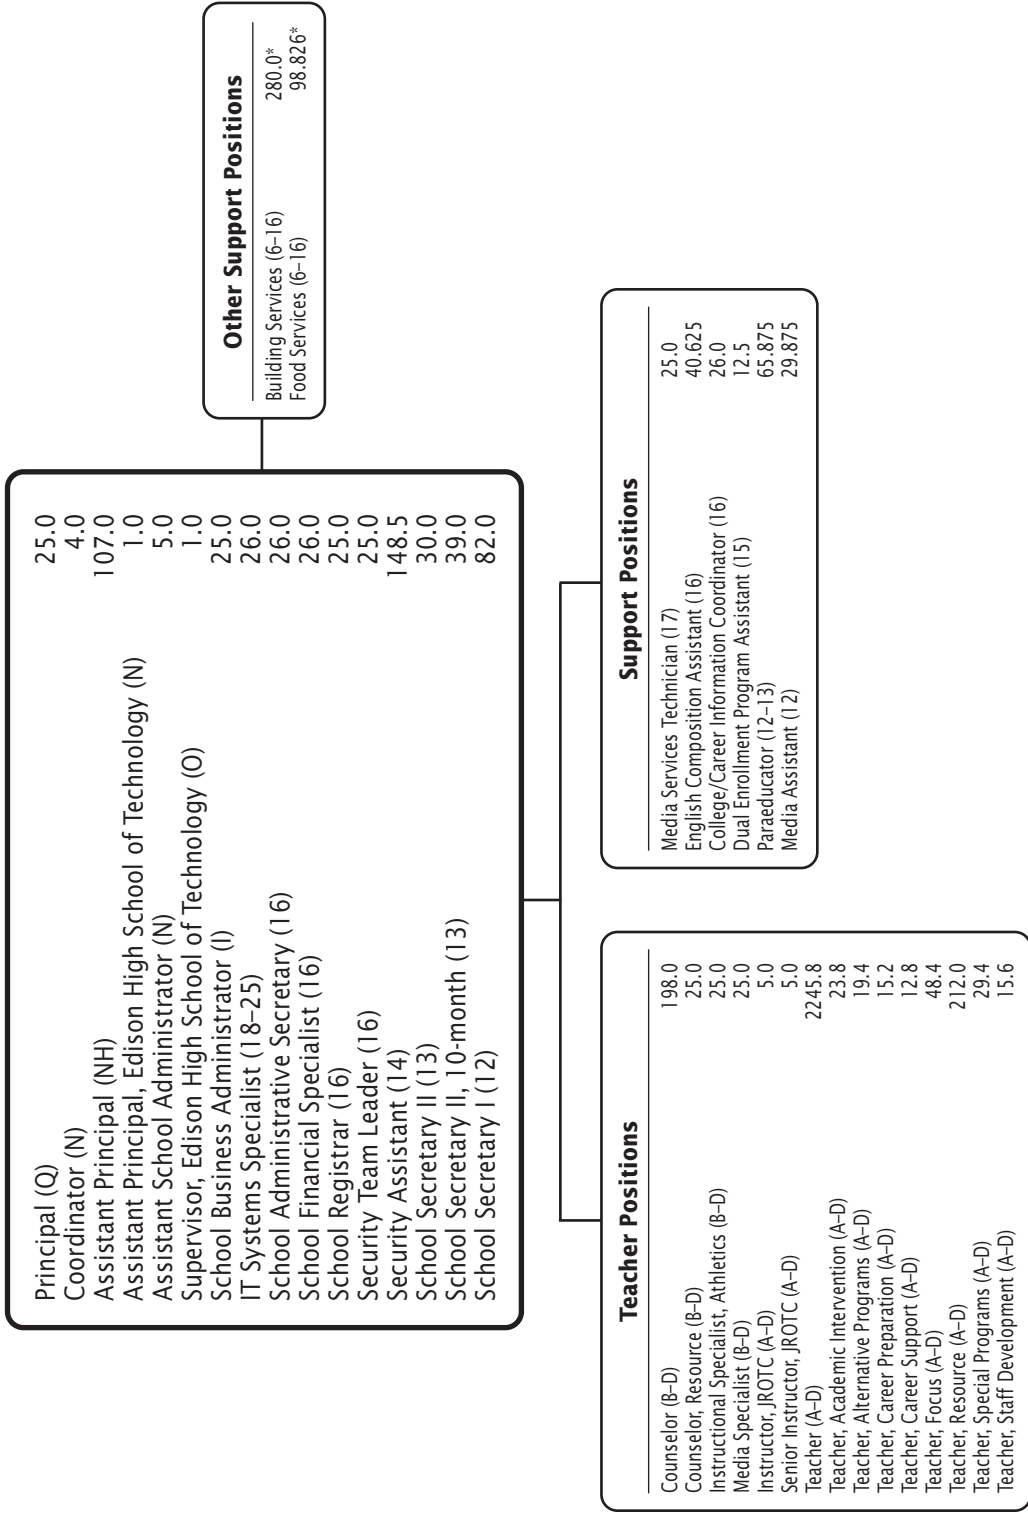 Principal (Q) 25.0
Coordinator (N) 4.0
Assistant Principal (NH) 107.0
Assistant Principal, Edison High School of Technology (N) 1.0
Assistant School Administrator (N) 5.0
Supervisor, Edison High School of Technology (O) 1.0
School Business Administrator (I) 25.0
IT Systems Specialist (18–25) 26.0
School Administrative Secretary (16) 26.0
School Financial Specialist (16) 26.0
School Registrar (16) 25.0
Security Team Leader (16) 25.0
Security Assistant (14) 148.5
School Secretary II (13) 30.0
School Secretary II, 10-month (13) 39.0
School Secretary I (12) 82.0
Other Support Positions
Building Services (6–16) 280.0*
Food Services (6–16) 98.826*
Teacher Positions
Counselor (B–D) 198.0
Counselor, Resource (B–D) 25.0
Instructional Specialist, Athletics (B–D) 25.0
Media Specialist (B–D) 25.0
Instructor, JROTC (A–D) 5.0
Senior Instructor, JROTC (A–D) 5.0
Teacher (A–D) 2245.8
Teacher, Academic Intervention (A–D) 23.8
Teacher, Alternative Programs (A–D) 19.4
Teacher, Career Preparation (A–D) 15.2
Teacher, Career Support (A–D) 12.8
Teacher, Focus (A–D) 48.4
Teacher, Resource (A–D) 212.0
Teacher, Special Programs (A–D) 29.4
Teacher, Staff Development (A–D) 15.6
Support Positions
Media Services Technician (17) 25.0
English Composition Assistant (16) 40.625
College/Career Information Coordinator (16) 26.0
Dual Enrollment Program Assistant (15) 12.5
Paraeducator (12–13) 65.875
Media Assistant (12) 29.875